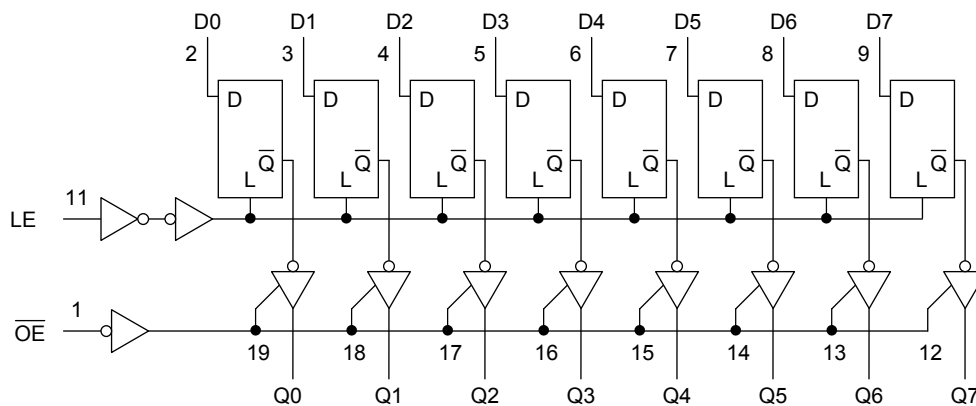 D0 D1 D2 D3 D4 D5 D6 D7
2 3 4 5 6 7 8 9
D D D D D D D D
Q̅ Q̅ Q̅ Q̅ Q̅ Q̅ Q̅ Q̅
L L L L L L L L
11
LE
1
O̅E̅
19 18 17 16 15 14 13 12
Q0 Q1 Q2 Q3 Q4 Q5 Q6 Q7